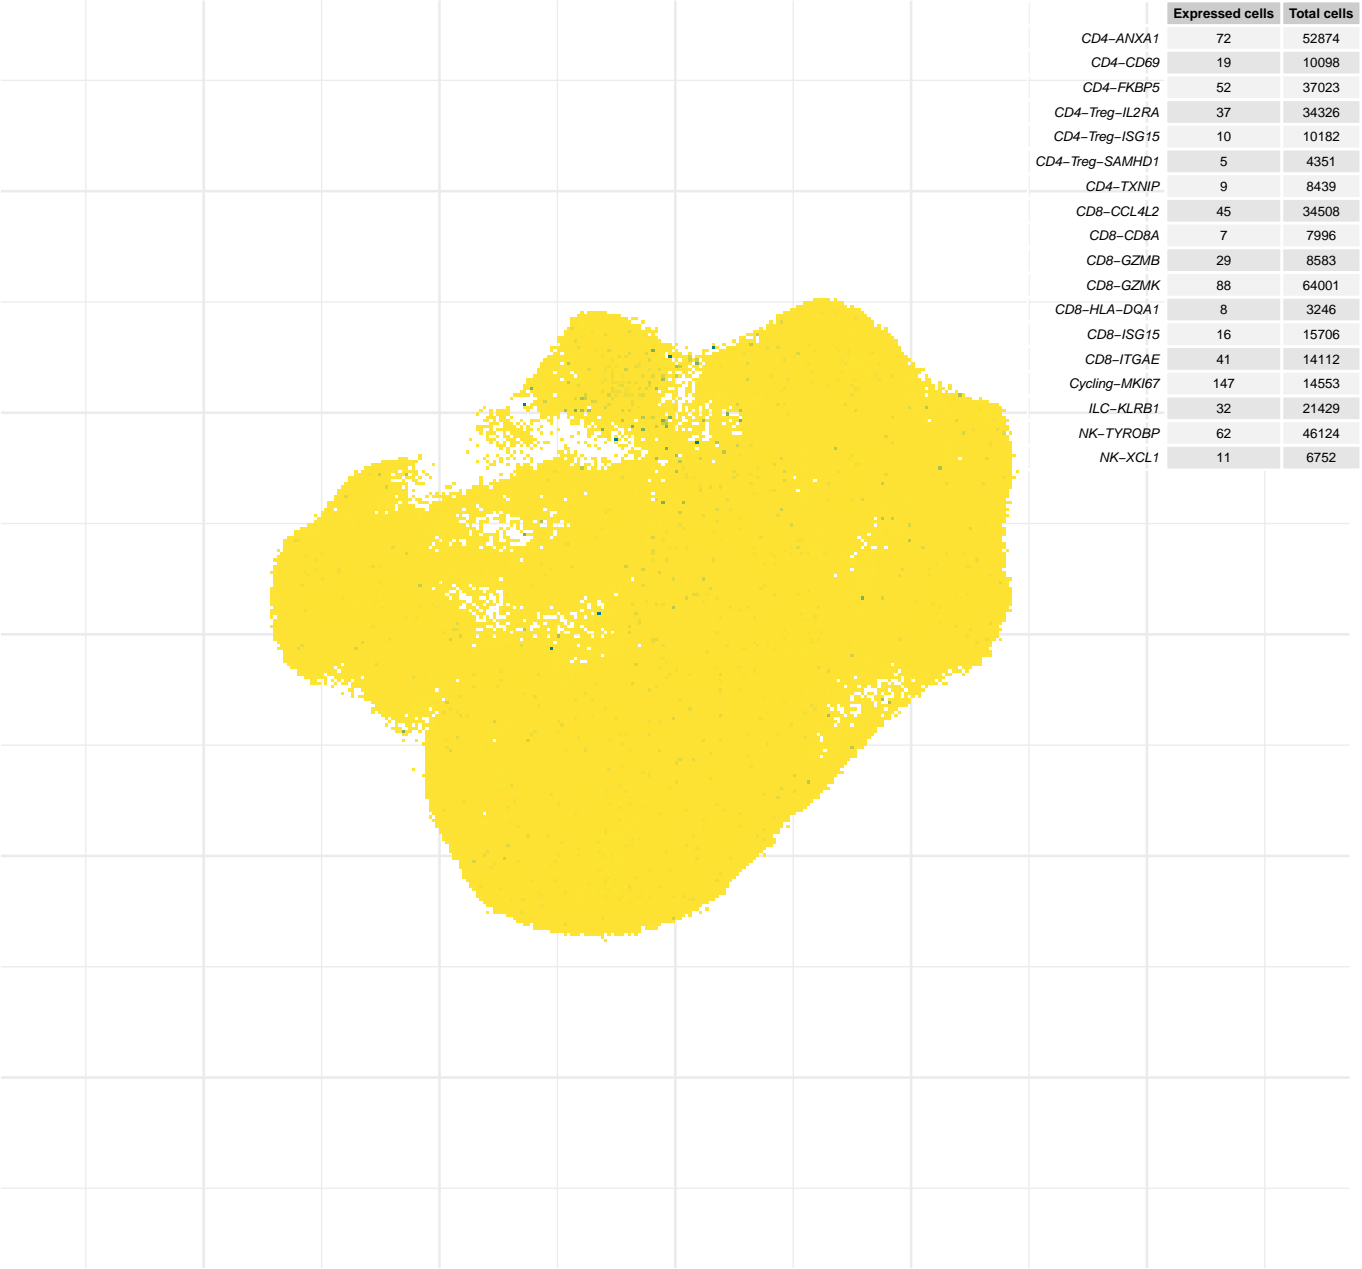 Expressed cells Total cells
CD4−ANXA1 72 52874
CD4−CD69 19 10098
CD4−FKBP5 52 37023
CD4−Treg−IL2RA 37 34326
CD4−Treg−ISG15 10 10182
CD4−Treg−SAMHD1 5 4351
CD4−TXNIP 9 8439
CD8−CCL4L2 45 34508
CD8−CD8A 7 7996
CD8−GZMB 29 8583
CD8−GZMK 88 64001
CD8−HLA−DQA1 8 3246
CD8−ISG15 16 15706
CD8−ITGAE 41 14112
Cycling−MKI67 147 14553
ILC−KLRB1 32 21429
NK−TYROBP 62 46124
NK−XCL1 11 6752